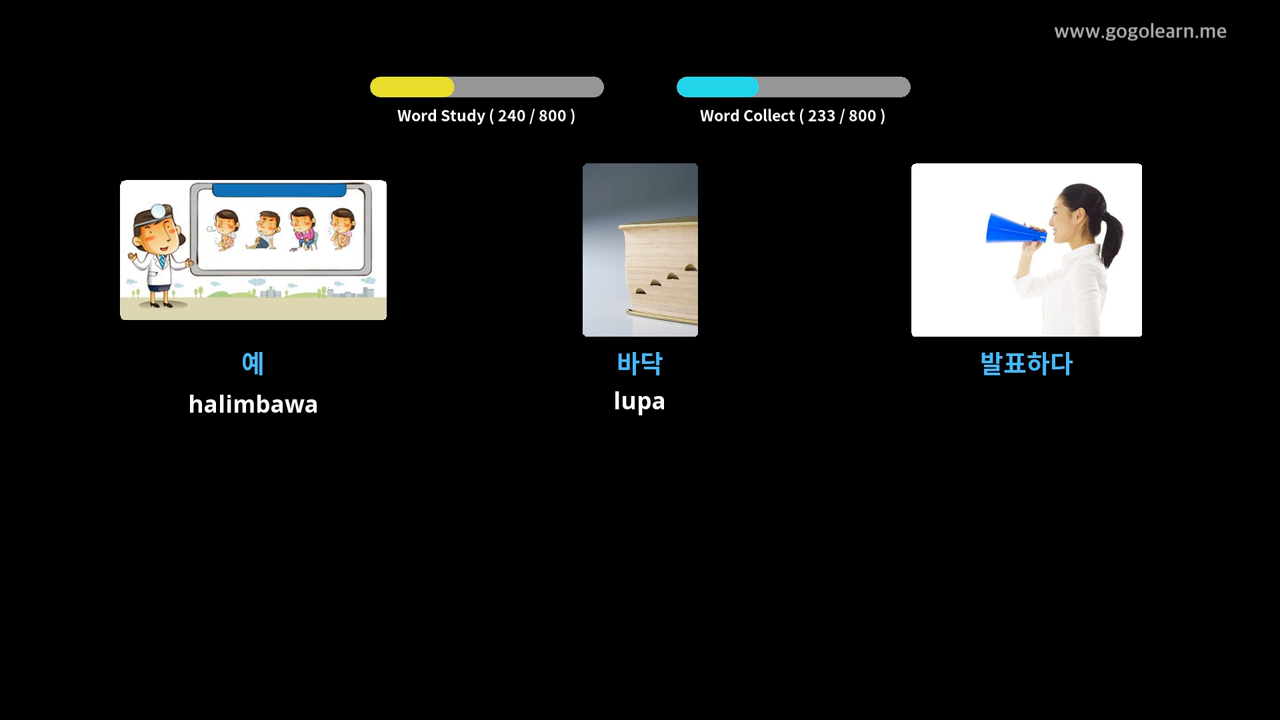 www.gogolearn.me
Word Study ( 240 / 800 )
Word Collect ( 233 / 800 )
예
바닥
발표하다
halimbawa
lupa